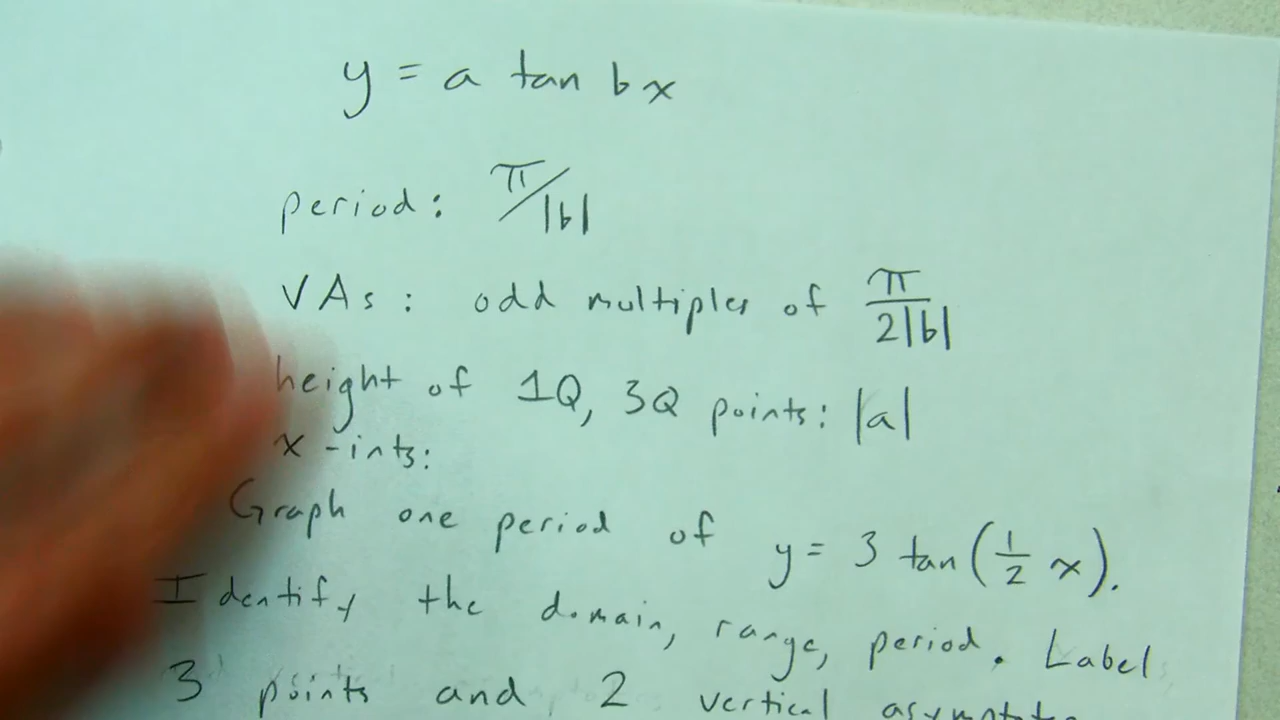 y = a tan bx
period: π/|b|
VAs: odd multiples of π/2|b|
height of 1Q, 3Q points: |a|
x-ints:
Graph one period of y = 3 tan(1/2 x).
Identify the domain, range, period. Label
3 points and 2 vertical